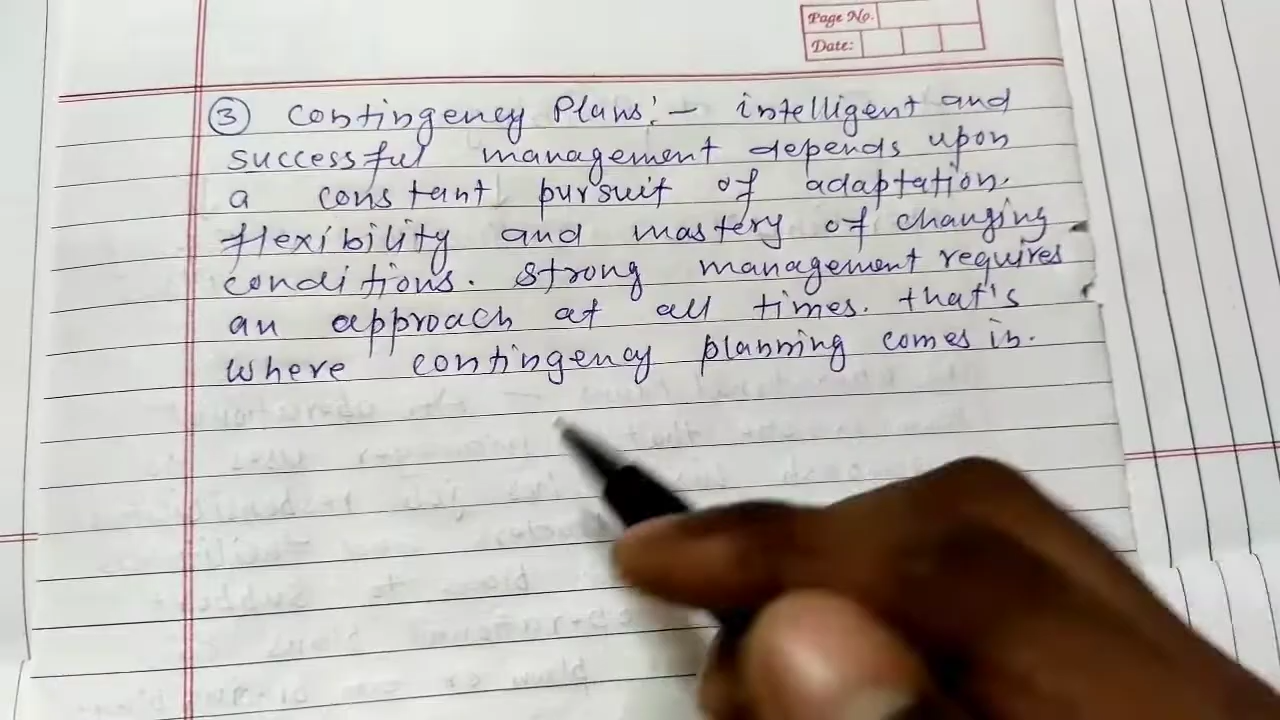 Page No.
Date:
③ Contingency Plans:- intelligent and
successful management depends upon
a constant pursuit of adaptation.
flexibility and mastery of changing
conditions. strong management requires
an approach at all times. that's
where contingency planning comes in.